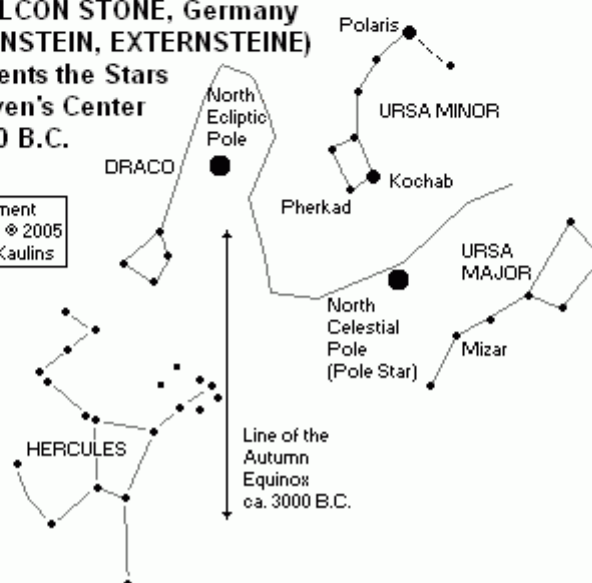 LCON STONE, Germany
NSTEIN, EXTERNSTEINE)
ents the Stars
ven's Center
0 B.C.
Polaris
North
Ecliptic
Pole
URSA MINOR
DRACO
Kochab
Pherkad
ment
® 2005
Kaulins
URSA
MAJOR
North
Celestial
Pole
(Pole Star)
Mizar
HERCULES
Line of the
Autumn
Equinox
ca. 3000 B.C.